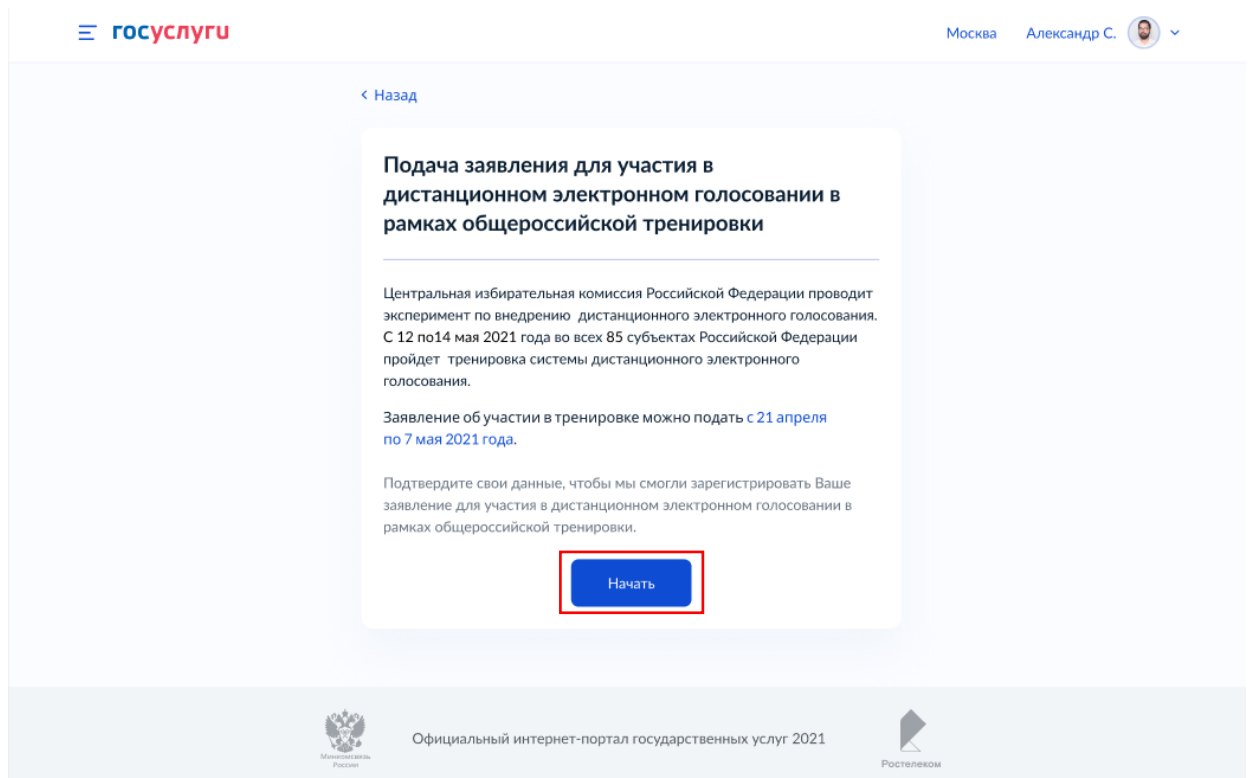 госуслуги
Москва
Александр С.
Назад
Подача заявления для участия в
дистанционном электронном голосовании в
рамках общероссийской тренировки
Центральная избирательная комиссия Российской Федерации проводит
эксперимент по внедрению дистанционного электронного голосования.
С 12 по14 мая 2021 года во всех 85 субъектах Российской Федерации
пройдет тренировка системы дистанционного электронного
голосования.
Заявление об участии в тренировке можно подать с 21 апреля
по 7 мая 2021 года.
Подтвердите свои данные, чтобы мы смогли зарегистрировать Ваше
заявление для участия в дистанционном электронном голосовании в
рамках общероссийской тренировки.
Начать
Минкомсвязь
России
Официальный интернет-портал государственных услуг 2021
Ростелеком